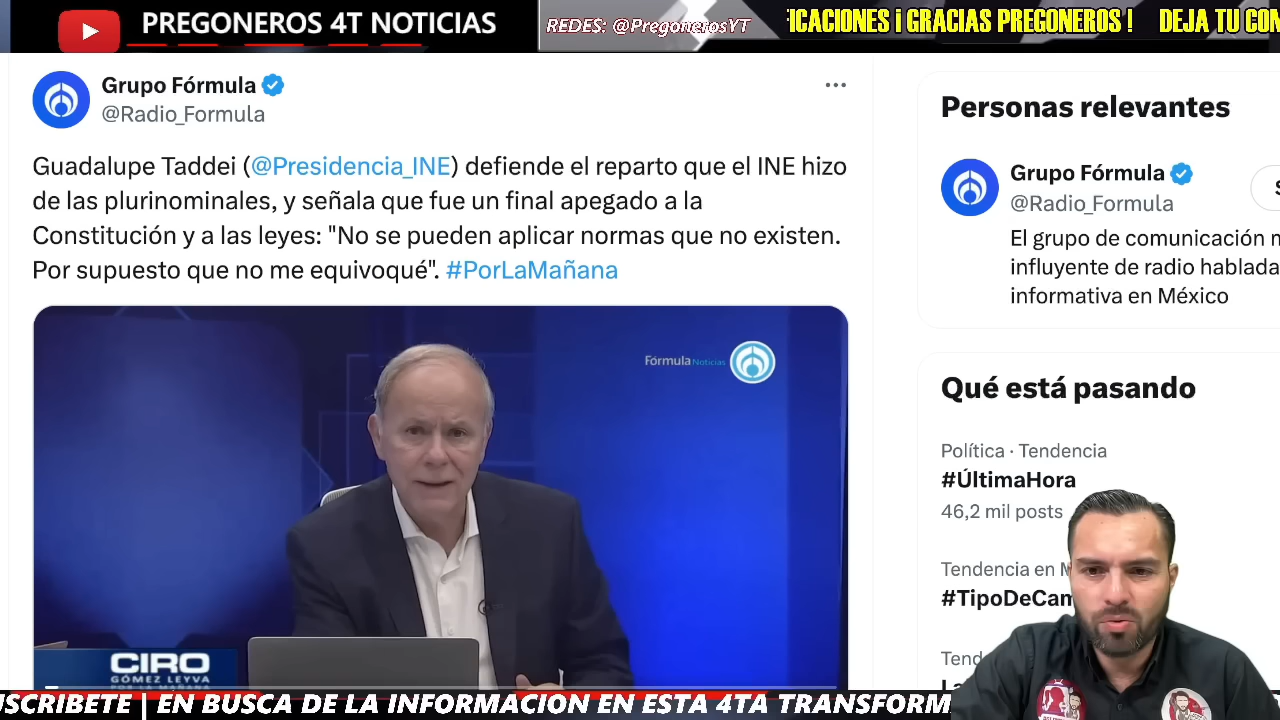 PREGONEROS 4T NOTICIAS
REDES: @PregonerosYT
FICACIONES ¡ GRACIAS PREGONEROS !
DEJA TU CON
Grupo Fórmula
@Radio_Formula
Guadalupe Taddei (@Presidencia_INE) defiende el reparto que el INE hizo
de las plurinominales, y señala que fue un final apegado a la
Constitución y a las leyes: "No se pueden aplicar normas que no existen.
Por supuesto que no me equivoqué". #PorLaMañana
Fórmula Noticias
CIRO
GÓMEZ LEYVA
POR LA MAÑANA
Personas relevantes
Grupo Fórmula
@Radio_Formula
El grupo de comunicación
influyente de radio hablada
informativa en México
Qué está pasando
Política · Tendencia
#ÚltimaHora
46,2 mil posts
Tendencia en
#TipoDeCam
Tend
USCRIBETE | EN BUSCA DE LA INFORMACION EN ESTA 4TA TRANSFORM